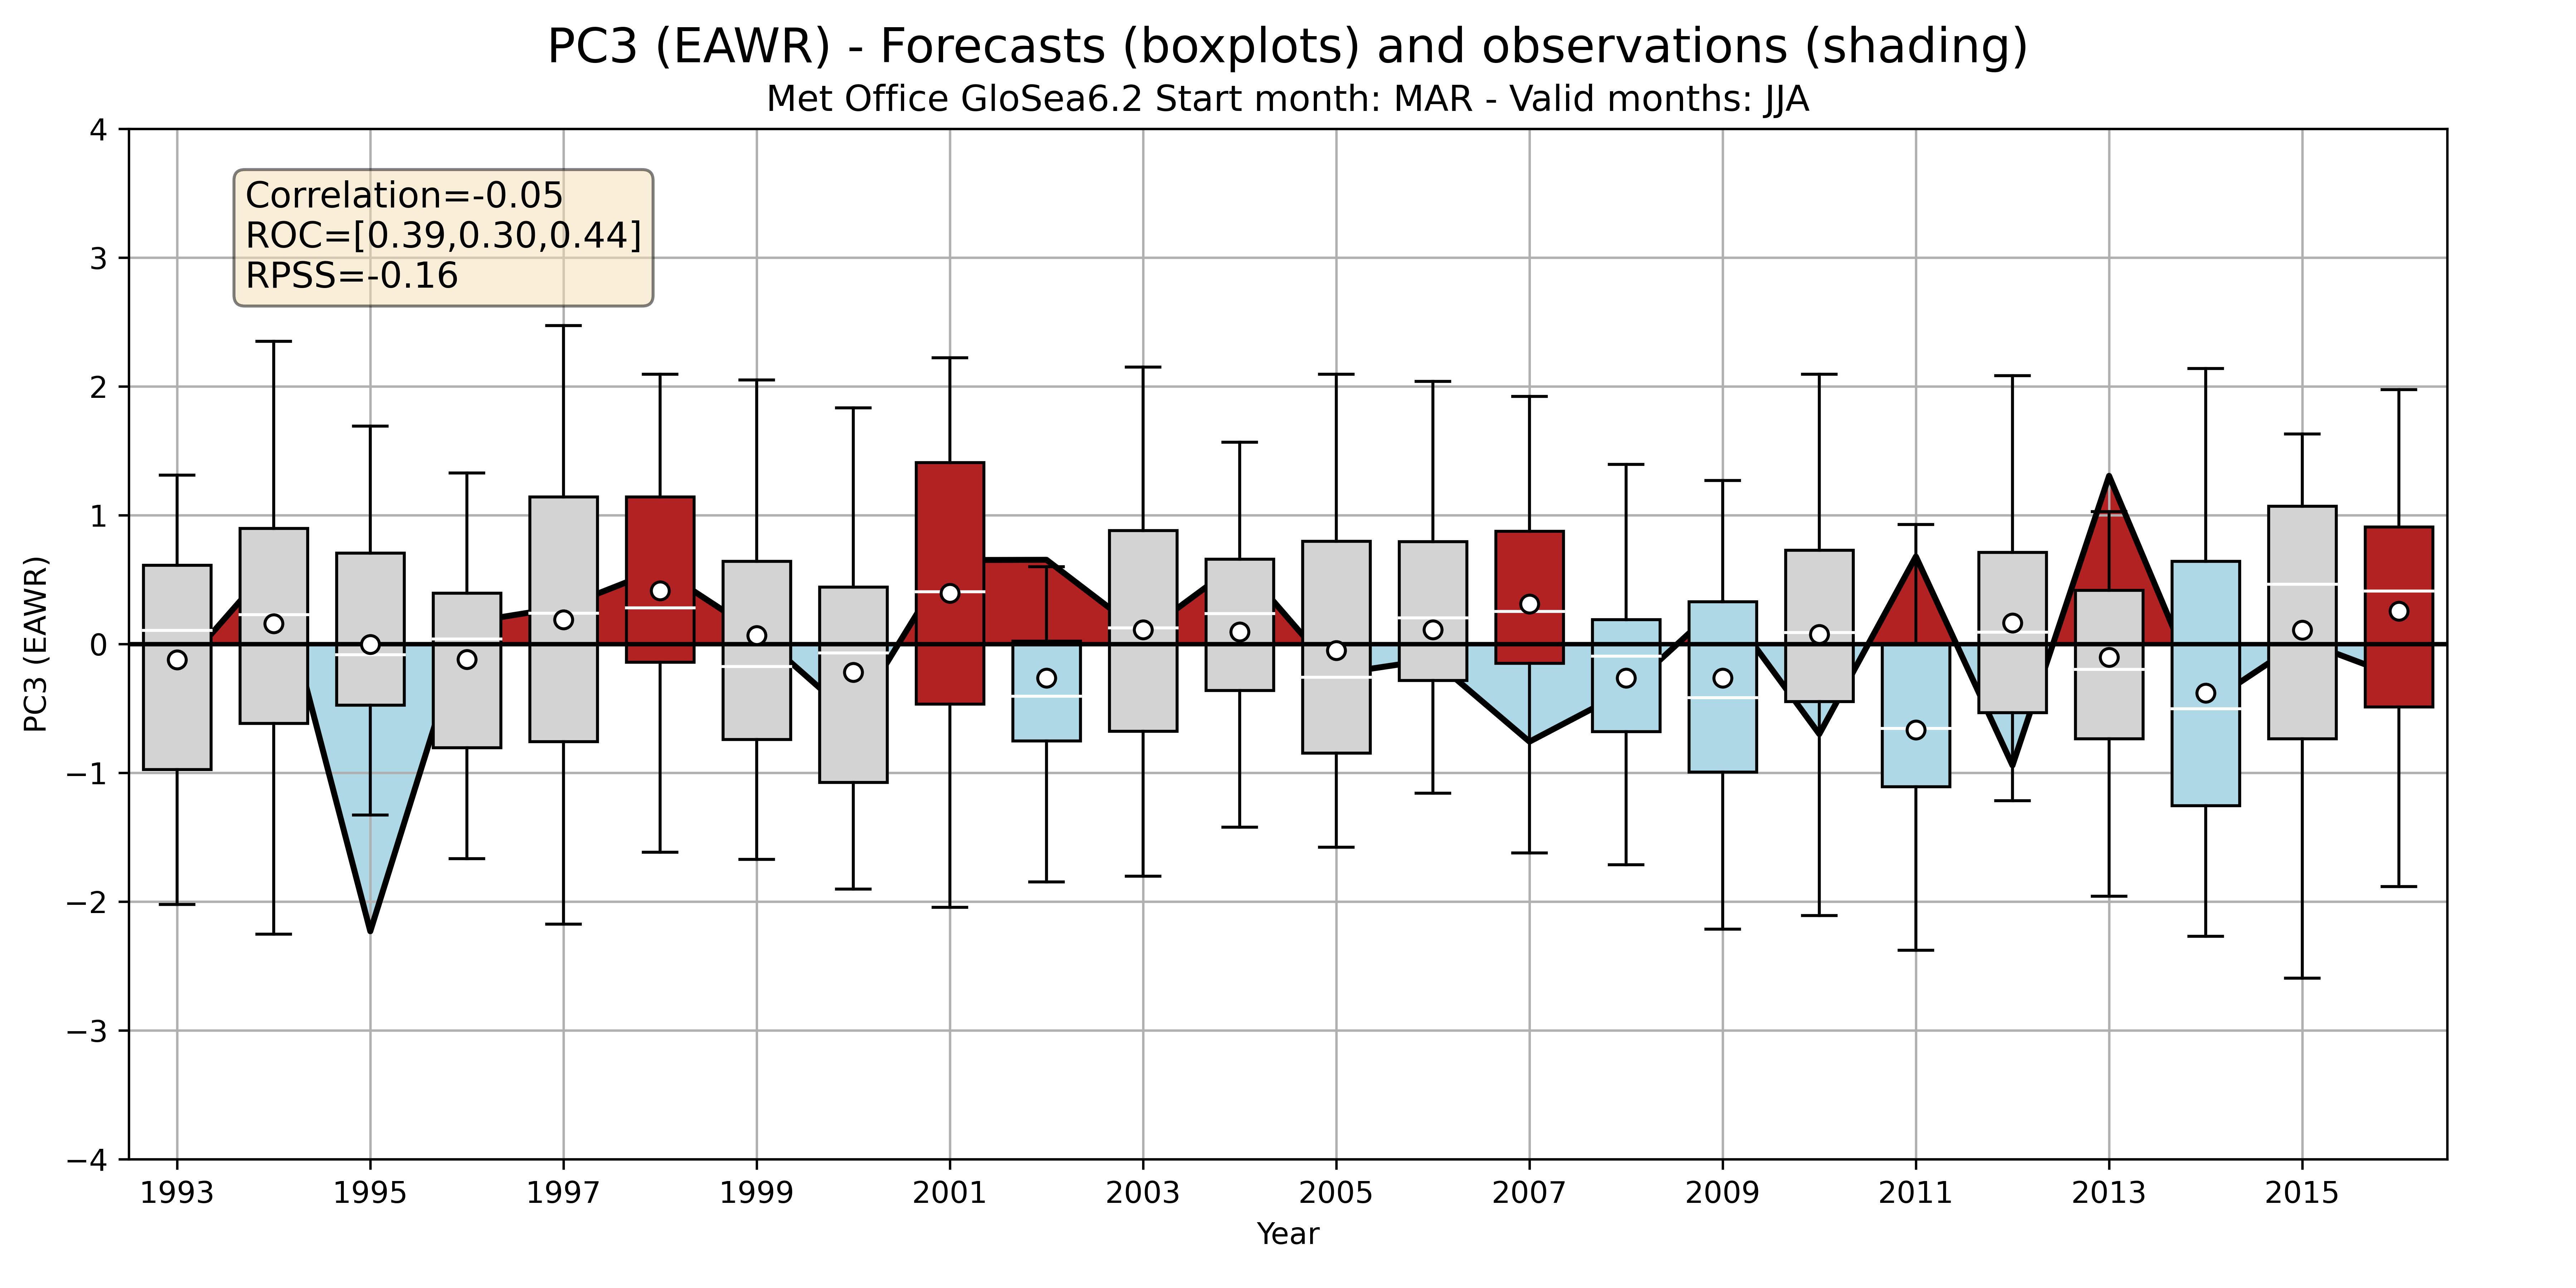 PC3 (EAWR) - Forecasts (boxplots) and observations (shading)
Met Office GloSea6.2 Start month: MAR - Valid months: JJA
Correlation=-0.05
ROC=[0.39,0.30,0.44]
RPSS=-0.16
PC3 (EAWR)
4
3
2
1
0
−1
−2
−3
−4
1993 1995 1997 1999 2001 2003 2005 2007 2009 2011 2013 2015
Year